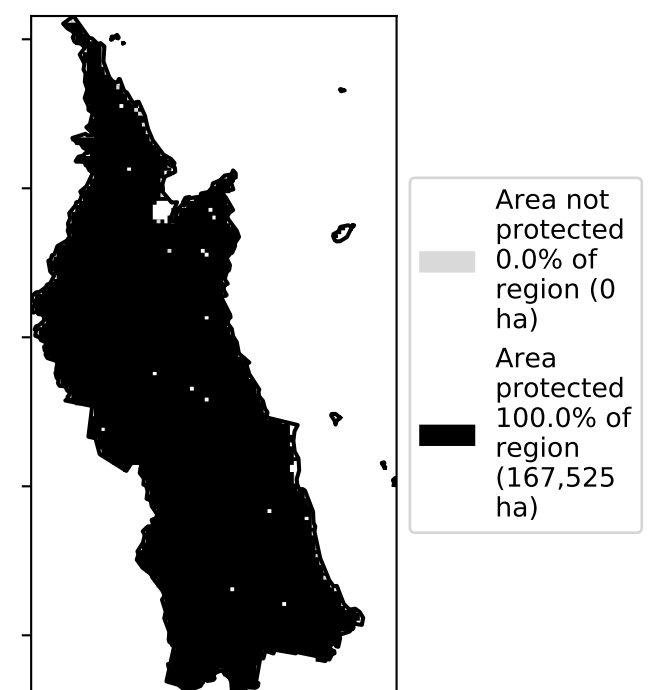 Area not
protected
0.0% of
region (0
ha)
Area
protected
100.0% of
region
(167,525
ha)